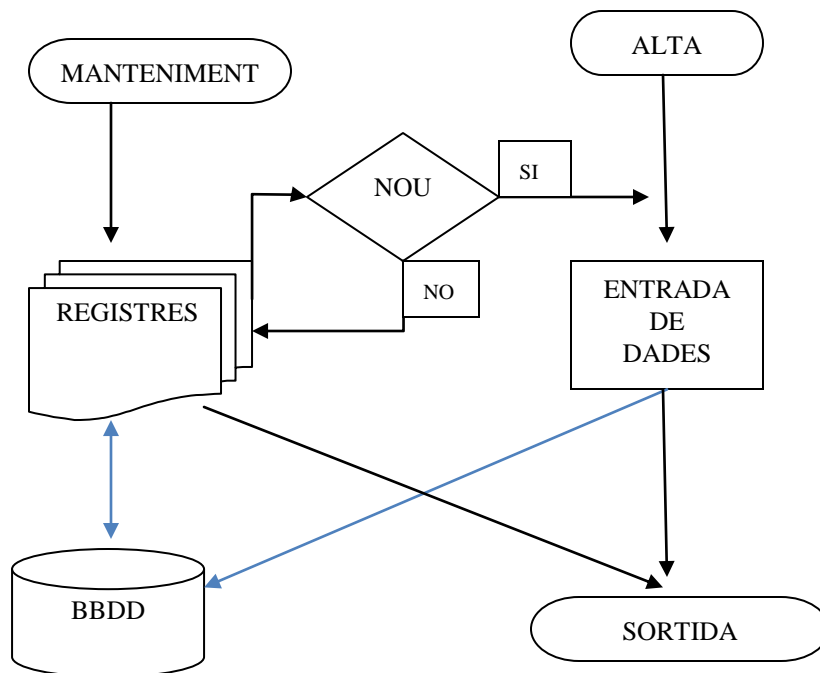 ALTA
MANTENIMENT
NOU
SI
NO
REGISTRES
ENTRADA
DE
DADES
BBDD
SORTIDA